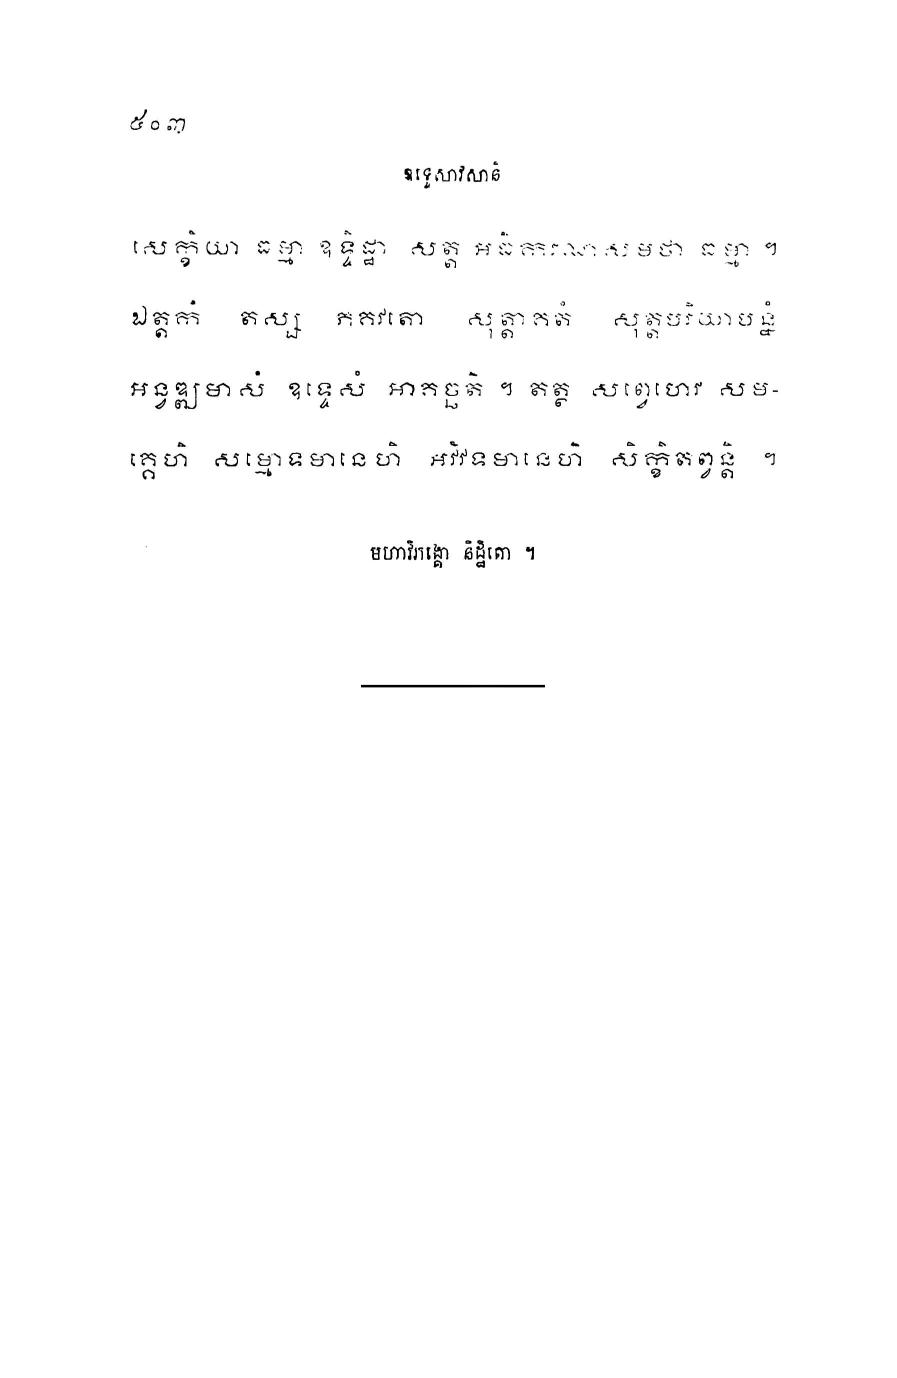 ៥០៣
ឧទ្ទេសាវសានំ
សេក្ខិយា ធម្មា ឧទ្ទិដ្ឋា សត្ត អធិករណសមថា ធម្មា ។
ឯត្តកំ តស្ស ភគវតោ សុត្តាគតំ សុត្តបរិយាបន្នំ
អន្វឌ្ឍមាសំ ឧទ្ទេសំ អាគច្ឆតិ ។ តត្ថ សព្វេហេវ សម-
គ្គេហិ សម្មោទមានេហិ អវិវទមានេហិ សិក្ខិតព្វន្តិ ។
មហាវិភង្គោ និដ្ឋិតោ ។